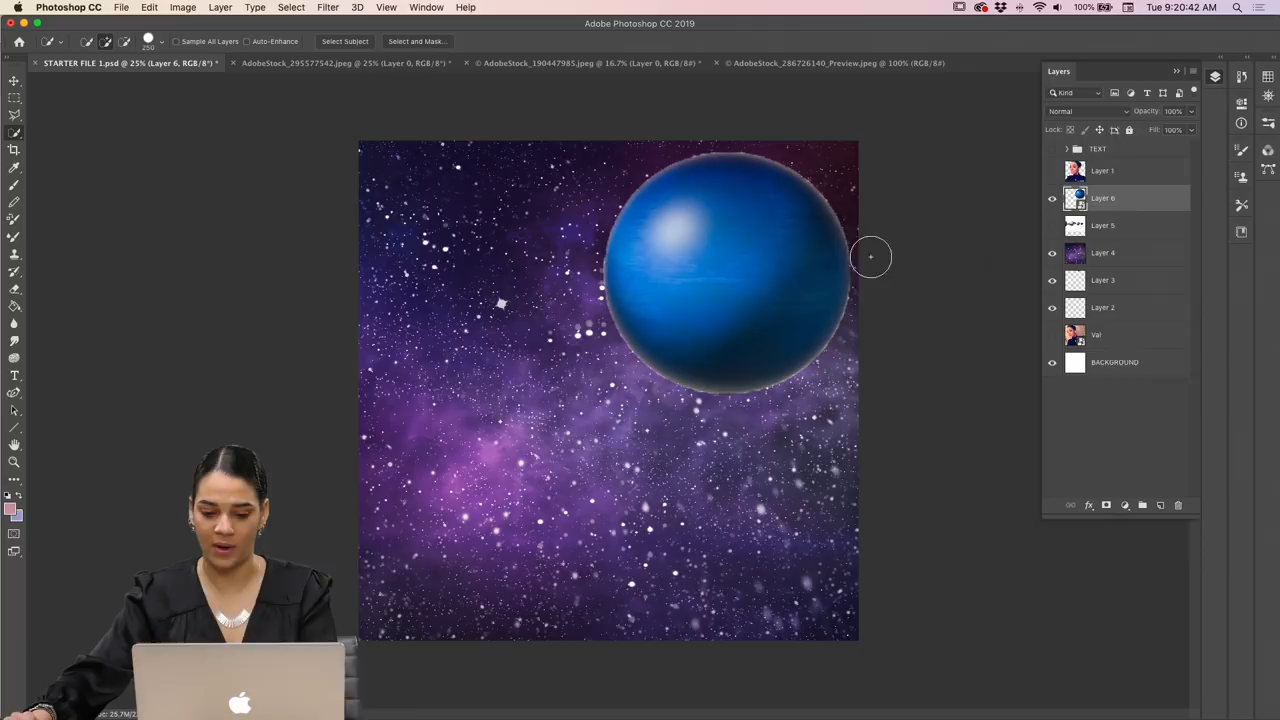 Photoshop CC File Edit Image Layer Type Select Filter 3D View Window Help 100% Tue 9:20:42 AM
Adobe Photoshop CC 2019
250 Sample All Layers Auto-Enhance Select Subject Select and Mask...
STARTER FILE 1.psd @ 25% (Layer 6, RGB/8*) * AdobeStock_295577542.jpeg @ 25% (Layer 0, RGB/8*) * © AdobeStock_190447985.jpeg @ 16.7% (Layer 0, RGB/8#) * © AdobeStock_286726140_Preview.jpeg @ 100% (RGB/8#)
Layers
Kind
Normal Opacity: 100%
Lock: Fill: 100%
TEXT
Layer 1
Layer 6
Layer 5
Layer 4
Layer 3
Layer 2
Val
BACKGROUND
fx